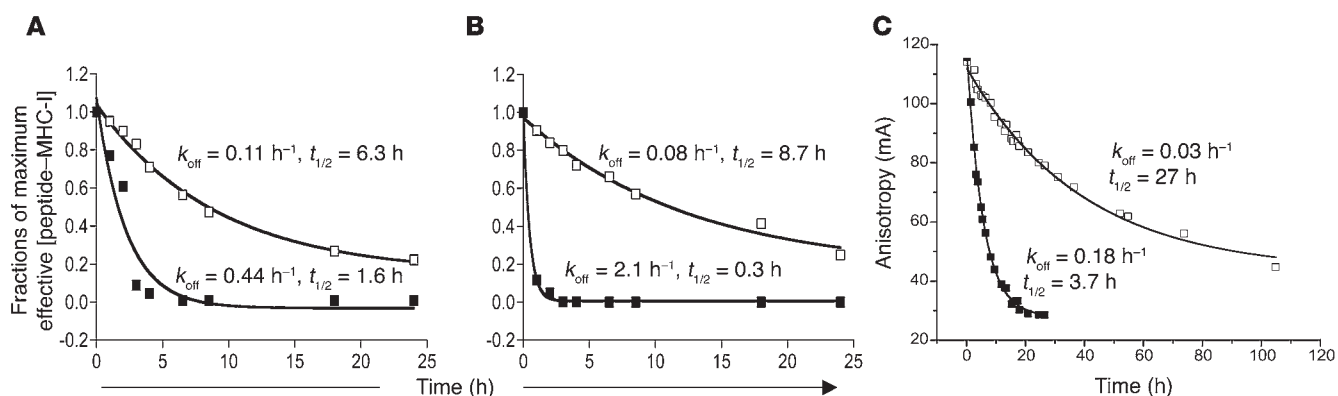 A
B
C
Fractions of maximum
effective [peptide–MHC-I]
1.2
1.0
0.8
0.6
0.4
0.2
0.0
-0.2
koff = 0.11 h⁻¹, t1/2 = 6.3 h
koff = 0.44 h⁻¹, t1/2 = 1.6 h
0 5 10 15 20 25
1.2
1.0
0.8
0.6
0.4
0.2
0.0
-0.2
koff = 0.08 h⁻¹, t1/2 = 8.7 h
koff = 2.1 h⁻¹, t1/2 = 0.3 h
0 5 10 15 20 25
Time (h)
Anisotropy (mA)
120
100
80
60
40
20
koff = 0.03 h⁻¹
t1/2 = 27 h
koff = 0.18 h⁻¹
t1/2 = 3.7 h
0 20 40 60 80 100 120
Time (h)